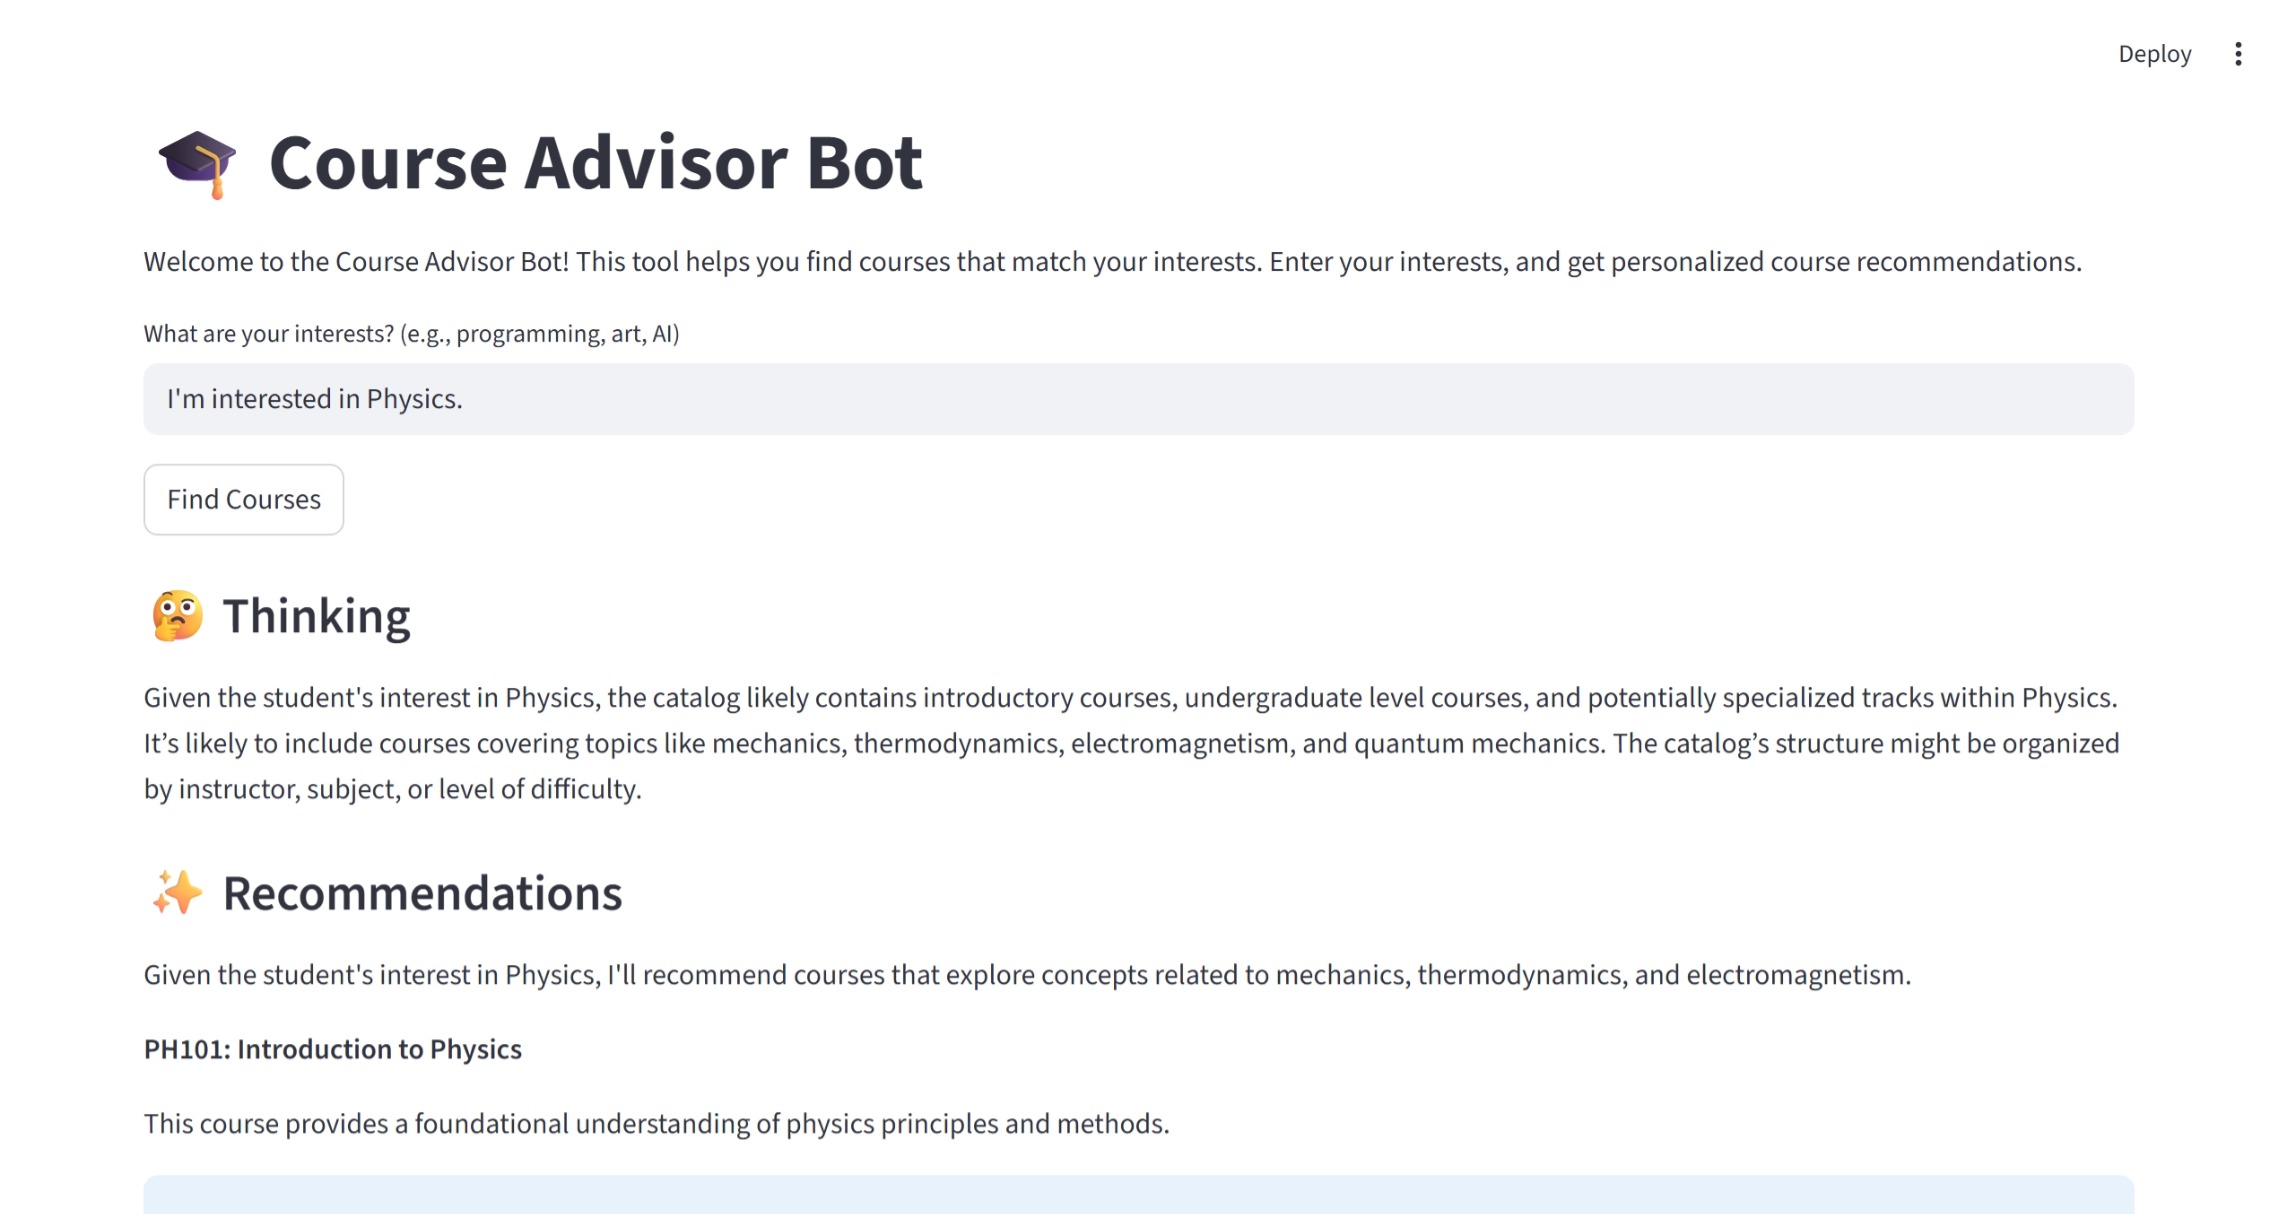 Deploy
Course Advisor Bot
Welcome to the Course Advisor Bot! This tool helps you find courses that match your interests. Enter your interests, and get personalized course recommendations.
What are your interests? (e.g., programming, art, AI)
I'm interested in Physics.
Find Courses
Thinking
Given the student's interest in Physics, the catalog likely contains introductory courses, undergraduate level courses, and potentially specialized tracks within Physics.
It’s likely to include courses covering topics like mechanics, thermodynamics, electromagnetism, and quantum mechanics. The catalog’s structure might be organized
by instructor, subject, or level of difficulty.
Recommendations
Given the student's interest in Physics, I'll recommend courses that explore concepts related to mechanics, thermodynamics, and electromagnetism.
PH101: Introduction to Physics
This course provides a foundational understanding of physics principles and methods.